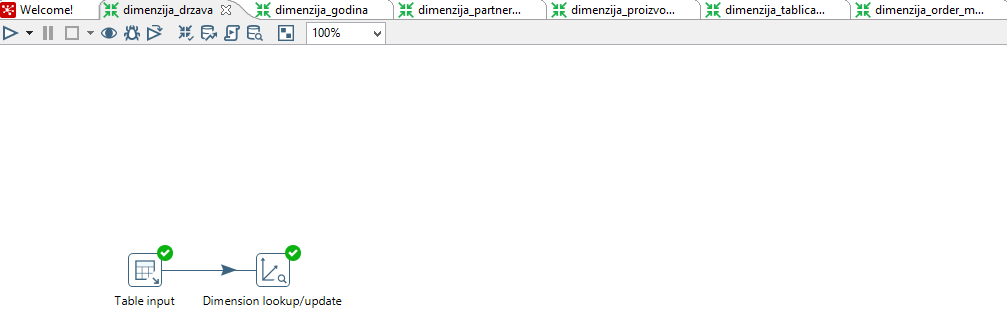 Welcome!
dimenzija_drzava
dimenzija_godina
dimenzija_partner...
dimenzija_proizvo...
dimenzija_tablica...
dimenzija_order_m...
100%
Table input
Dimension lookup/update